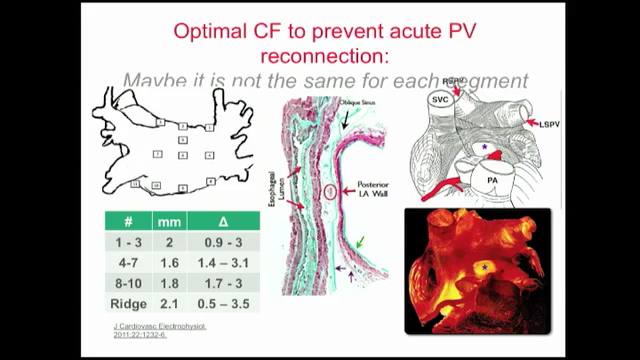 Optimal CF to prevent acute PV
reconnection:
Maybe it is not the same for each segment
Oblique Sinus
Esophageal
Lumen
Posterior
LA Wall
SVC
LSPV
PA
# mm Δ
1 - 3 2 0.9 - 3
4-7 1.6 1.4 – 3.1
8-10 1.8 1.7 - 3
Ridge 2.1 0.5 – 3.5
J Cardiovasc Electrophysiol.
2011;22:1232-6.